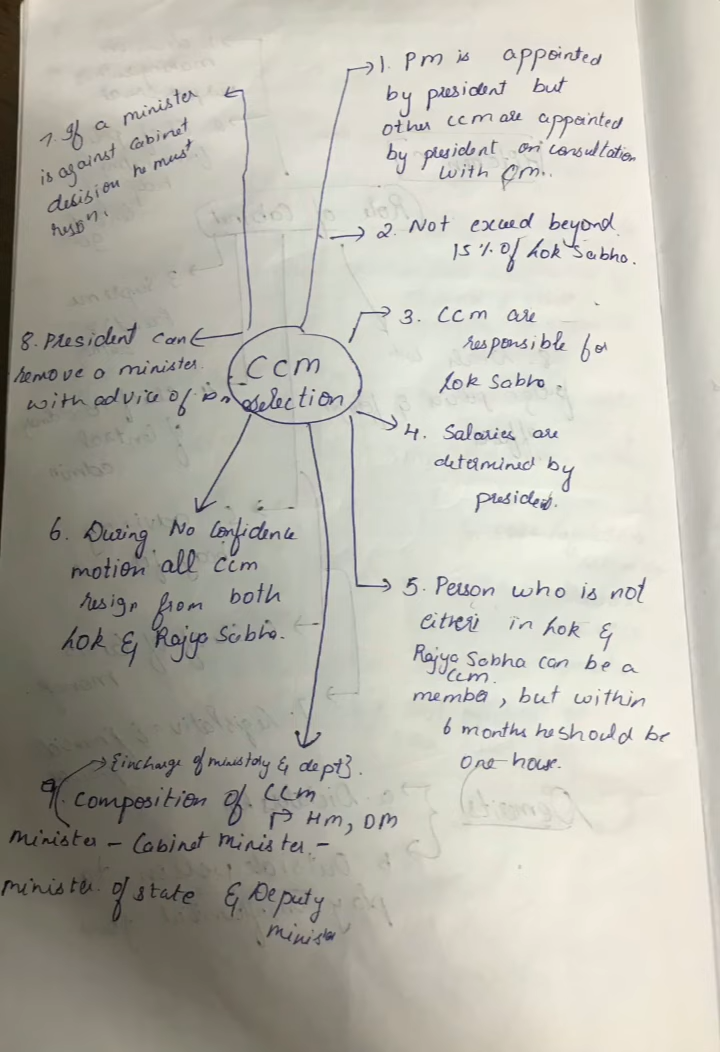 1. PM is appointed
by president but
other CCM are appointed
by president on consultation
with PM..
2. Not exceed beyond
15% of Lok Sabha.
3. CCM are
responsible for
Lok Sabha.
4. Salaries are
determined by
president.
5. Person who is not
either in Lok &
Rajya Sabha can be a
CCM
member, but within
6 months he should be
one house.
CCM
selection
6. During No Confidence
motion all CCM
resign from both
Lok & Rajya Sabha.
7. If a minister
is against cabinet
decision he must
resign.
8. President can
remove a minister
with advice of
{incharge of ministory & dept}.
9. Composition of CCM
HM, DM
minister - Cabinet minister -
minister of state & Deputy
minister